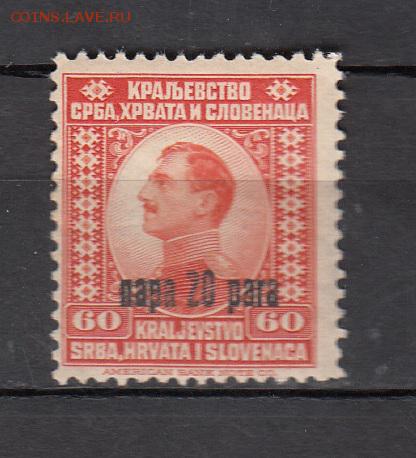 COINS.LAVE.RU
КРАЉЕВСТВО
СРБА, ХРВАТА И СЛОВЕНАЦА
пара 20 para
60 60
KRALJEVSTVO
SRBA, HRVATA I SLOVENACA
AMERICAN BANK NOTE CO.